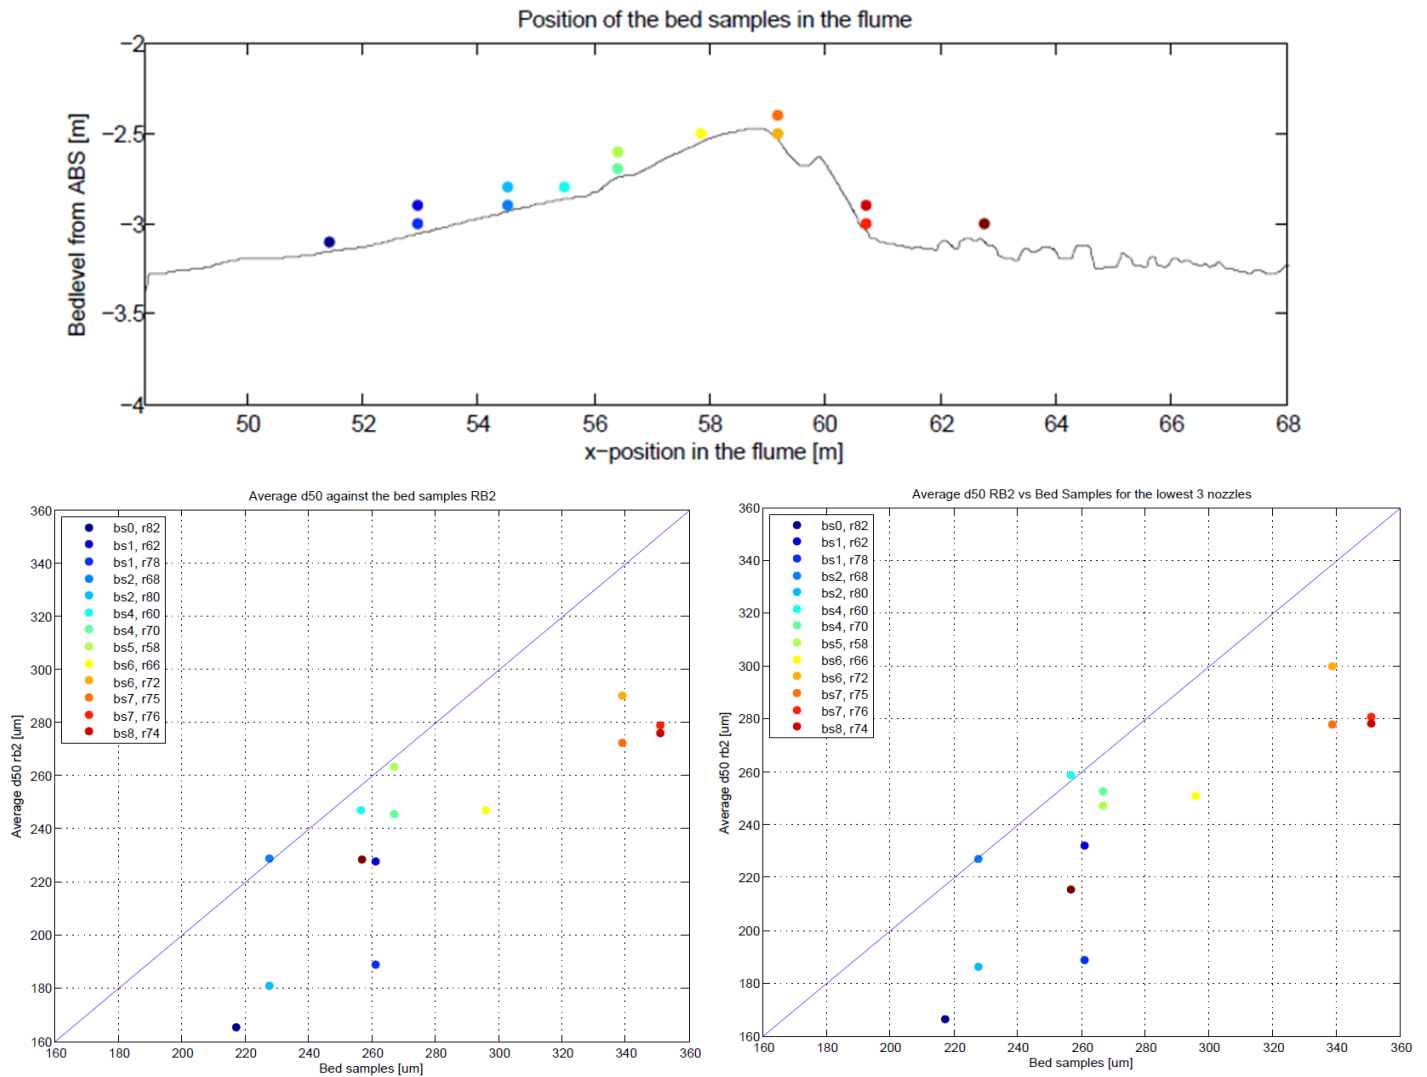 Position of the bed samples in the flume
Bedlevel from ABS [m]
−2
−2.5
−3
−3.5
−4
50 52 54 56 58 60 62 64 66 68
x−position in the flume [m]
Average d50 against the bed samples RB2
Average d50 rb2 [um]
360
340
320
300
280
260
240
220
200
180
160
bs0, r82
bs1, r62
bs1, r78
bs2, r68
bs2, r80
bs4, r60
bs4, r70
bs5, r58
bs6, r66
bs6, r72
bs7, r75
bs7, r76
bs8, r74
160 180 200 220 240 260 280 300 320 340 360
Bed samples [um]
Average d50 RB2 vs Bed Samples for the lowest 3 nozzles
Average d50 rb2 [um]
360
340
320
300
280
260
240
220
200
180
160
bs0, r82
bs1, r62
bs1, r78
bs2, r68
bs2, r80
bs4, r60
bs4, r70
bs5, r58
bs6, r66
bs6, r72
bs7, r75
bs7, r76
bs8, r74
160 180 200 220 240 260 280 300 320 340 360
Bed samples [um]